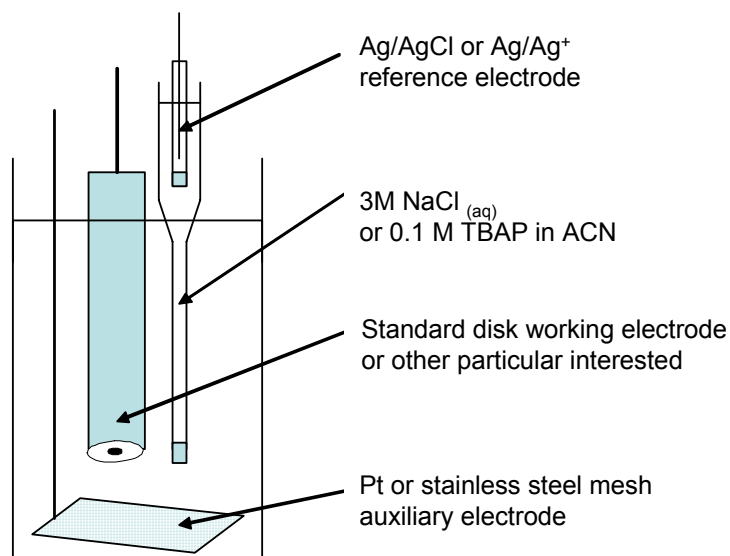 Ag/AgCl or Ag/Ag⁺
reference electrode
3M NaCl (aq)
or 0.1 M TBAP in ACN
Standard disk working electrode
or other particular interested
Pt or stainless steel mesh
auxiliary electrode